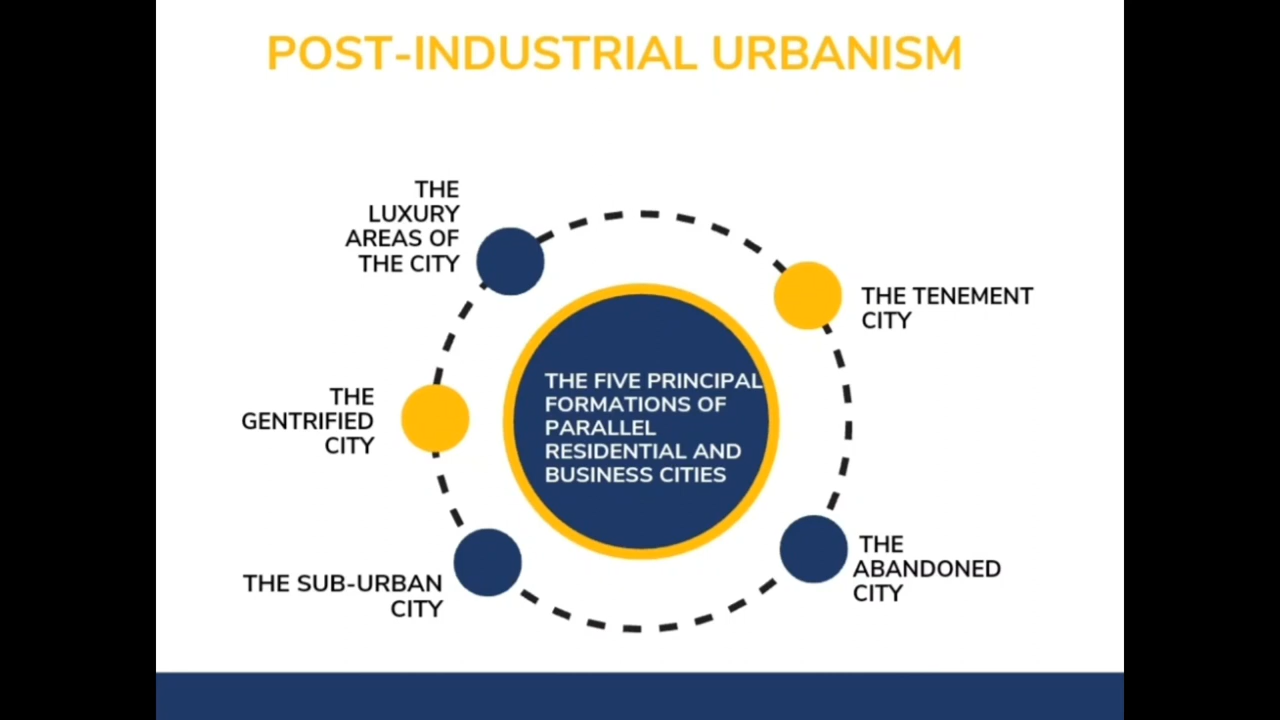 POST-INDUSTRIAL URBANISM
THE
LUXURY
AREAS OF
THE CITY
THE TENEMENT
CITY
THE FIVE PRINCIPAL
FORMATIONS OF
PARALLEL
RESIDENTIAL AND
BUSINESS CITIES
THE
GENTRIFIED
CITY
THE SUB-URBAN
CITY
THE
ABANDONED
CITY